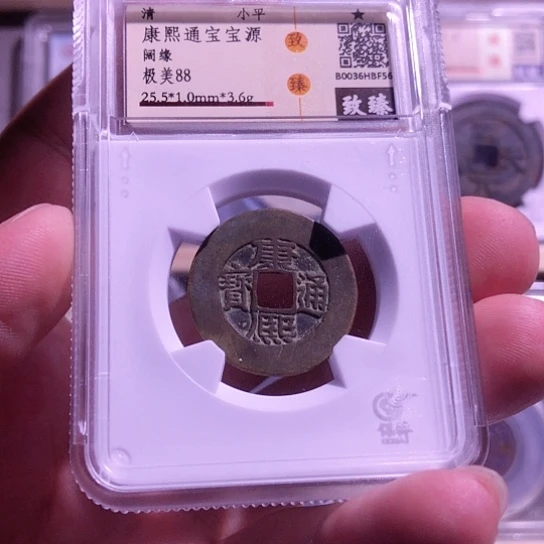 清 小平
康熙通宝宝源
阔缘
极美88
25.5*1.0mm*3.6g
致
臻
B0036HBF56
致臻
康熙通寳